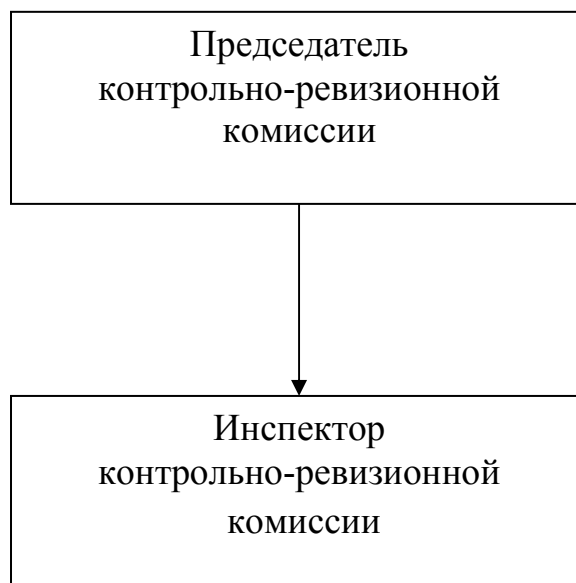 Председатель
контрольно-ревизионной
комиссии
Инспектор
контрольно-ревизионной
комиссии